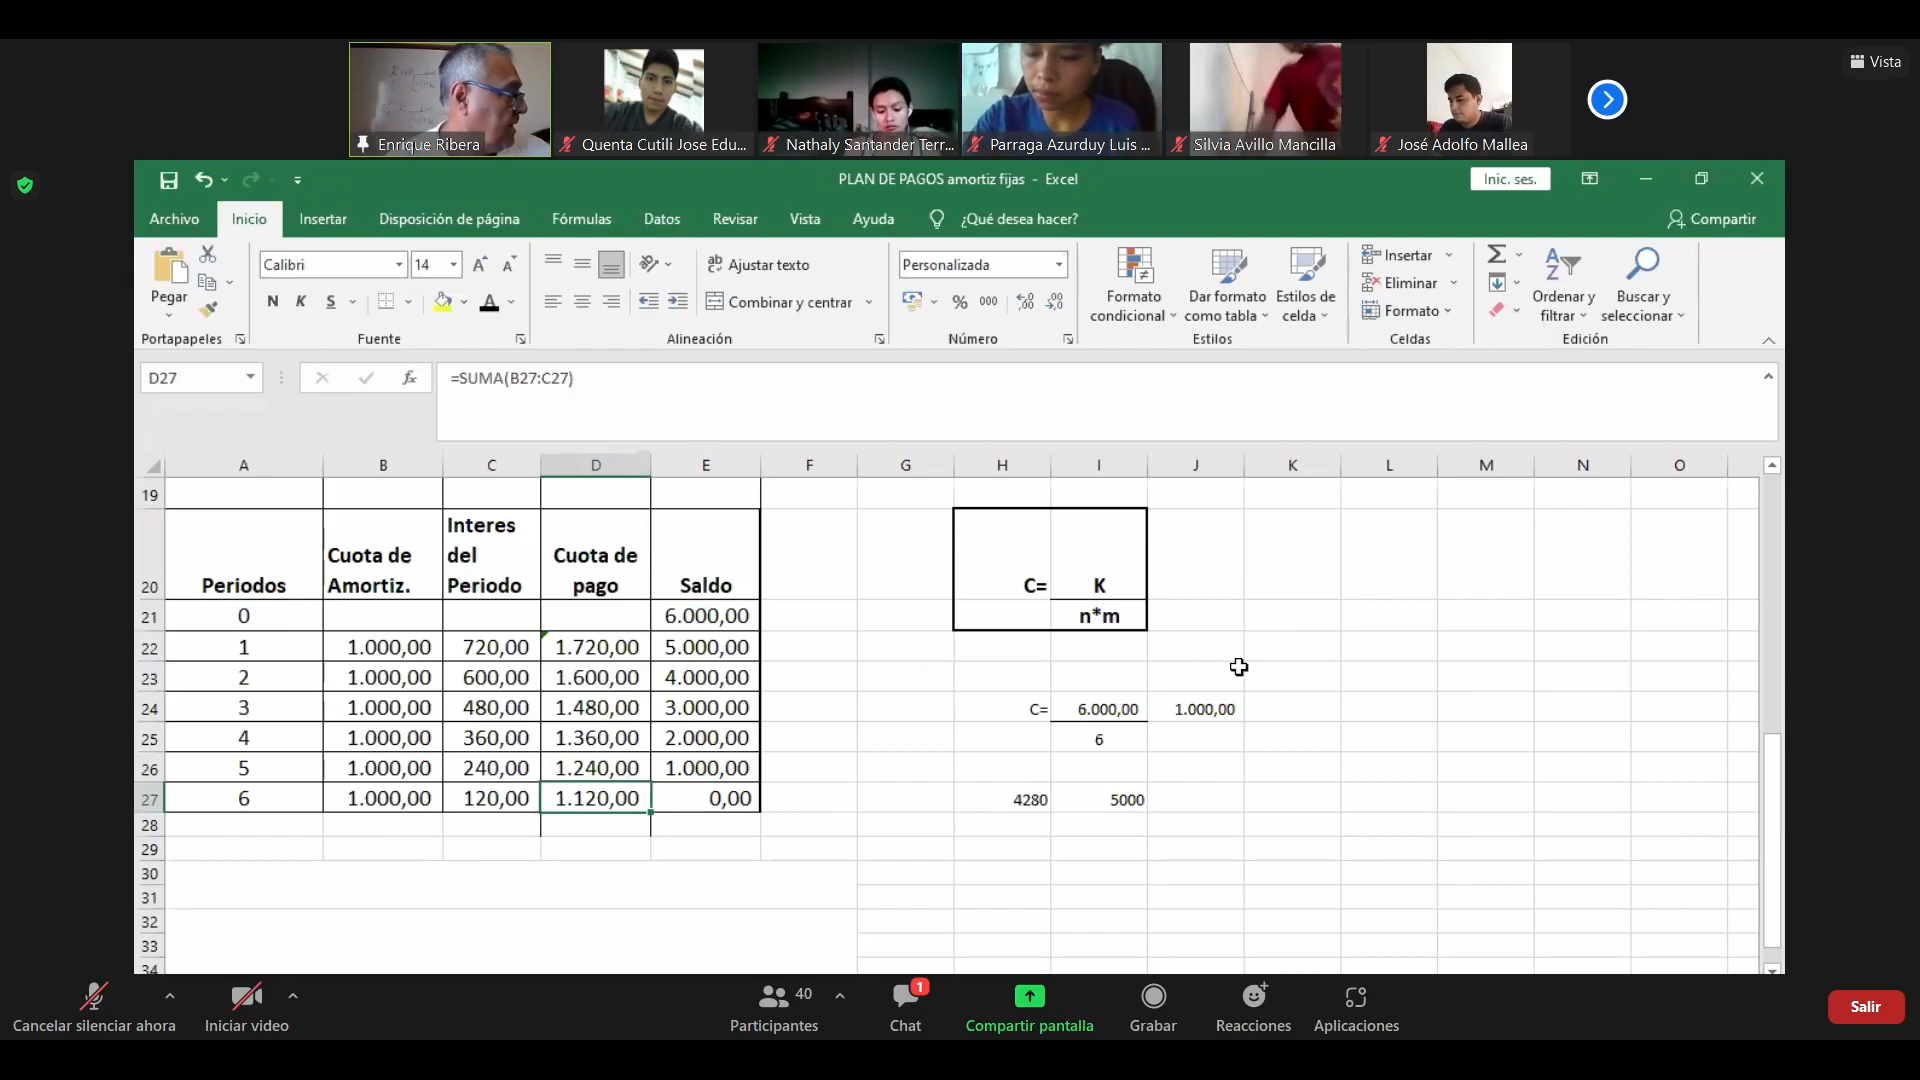 Vista
Enrique Ribera
Quenta Cutili Jose Edu...
Nathaly Santander Terr...
Parraga Azurduy Luis ...
Silvia Avillo Mancilla
José Adolfo Mallea
PLAN DE PAGOS amortiz fijas - Excel
Inic. ses.
Archivo Inicio Insertar Disposición de página Fórmulas Datos Revisar Vista Ayuda ¿Qué desea hacer? Compartir
Pegar
Portapapeles
Calibri 14
N K S A
Fuente
Ajustar texto
Combinar y centrar
Alineación
Personalizada
% 000
Número
Formato condicional
Dar formato como tabla
Estilos de celda
Estilos
Insertar
Eliminar
Formato
Celdas
Ordenar y filtrar
Buscar y seleccionar
Edición
D27 fx =SUMA(B27:C27)
A B C D E F G H I J K L M N O
19
20 Periodos Cuota de Amortiz. Interes del Periodo Cuota de pago Saldo C= K
21 0 6.000,00 n*m
22 1 1.000,00 720,00 1.720,00 5.000,00
23 2 1.000,00 600,00 1.600,00 4.000,00
24 3 1.000,00 480,00 1.480,00 3.000,00 C= 6.000,00 1.000,00
25 4 1.000,00 360,00 1.360,00 2.000,00 6
26 5 1.000,00 240,00 1.240,00 1.000,00
27 6 1.000,00 120,00 1.120,00 0,00 4280 5000
28
29
30
31
32
33
34
Cancelar silenciar ahora
Iniciar video
40
Participantes
1
Chat
Compartir pantalla
Grabar
Reacciones
Aplicaciones
Salir